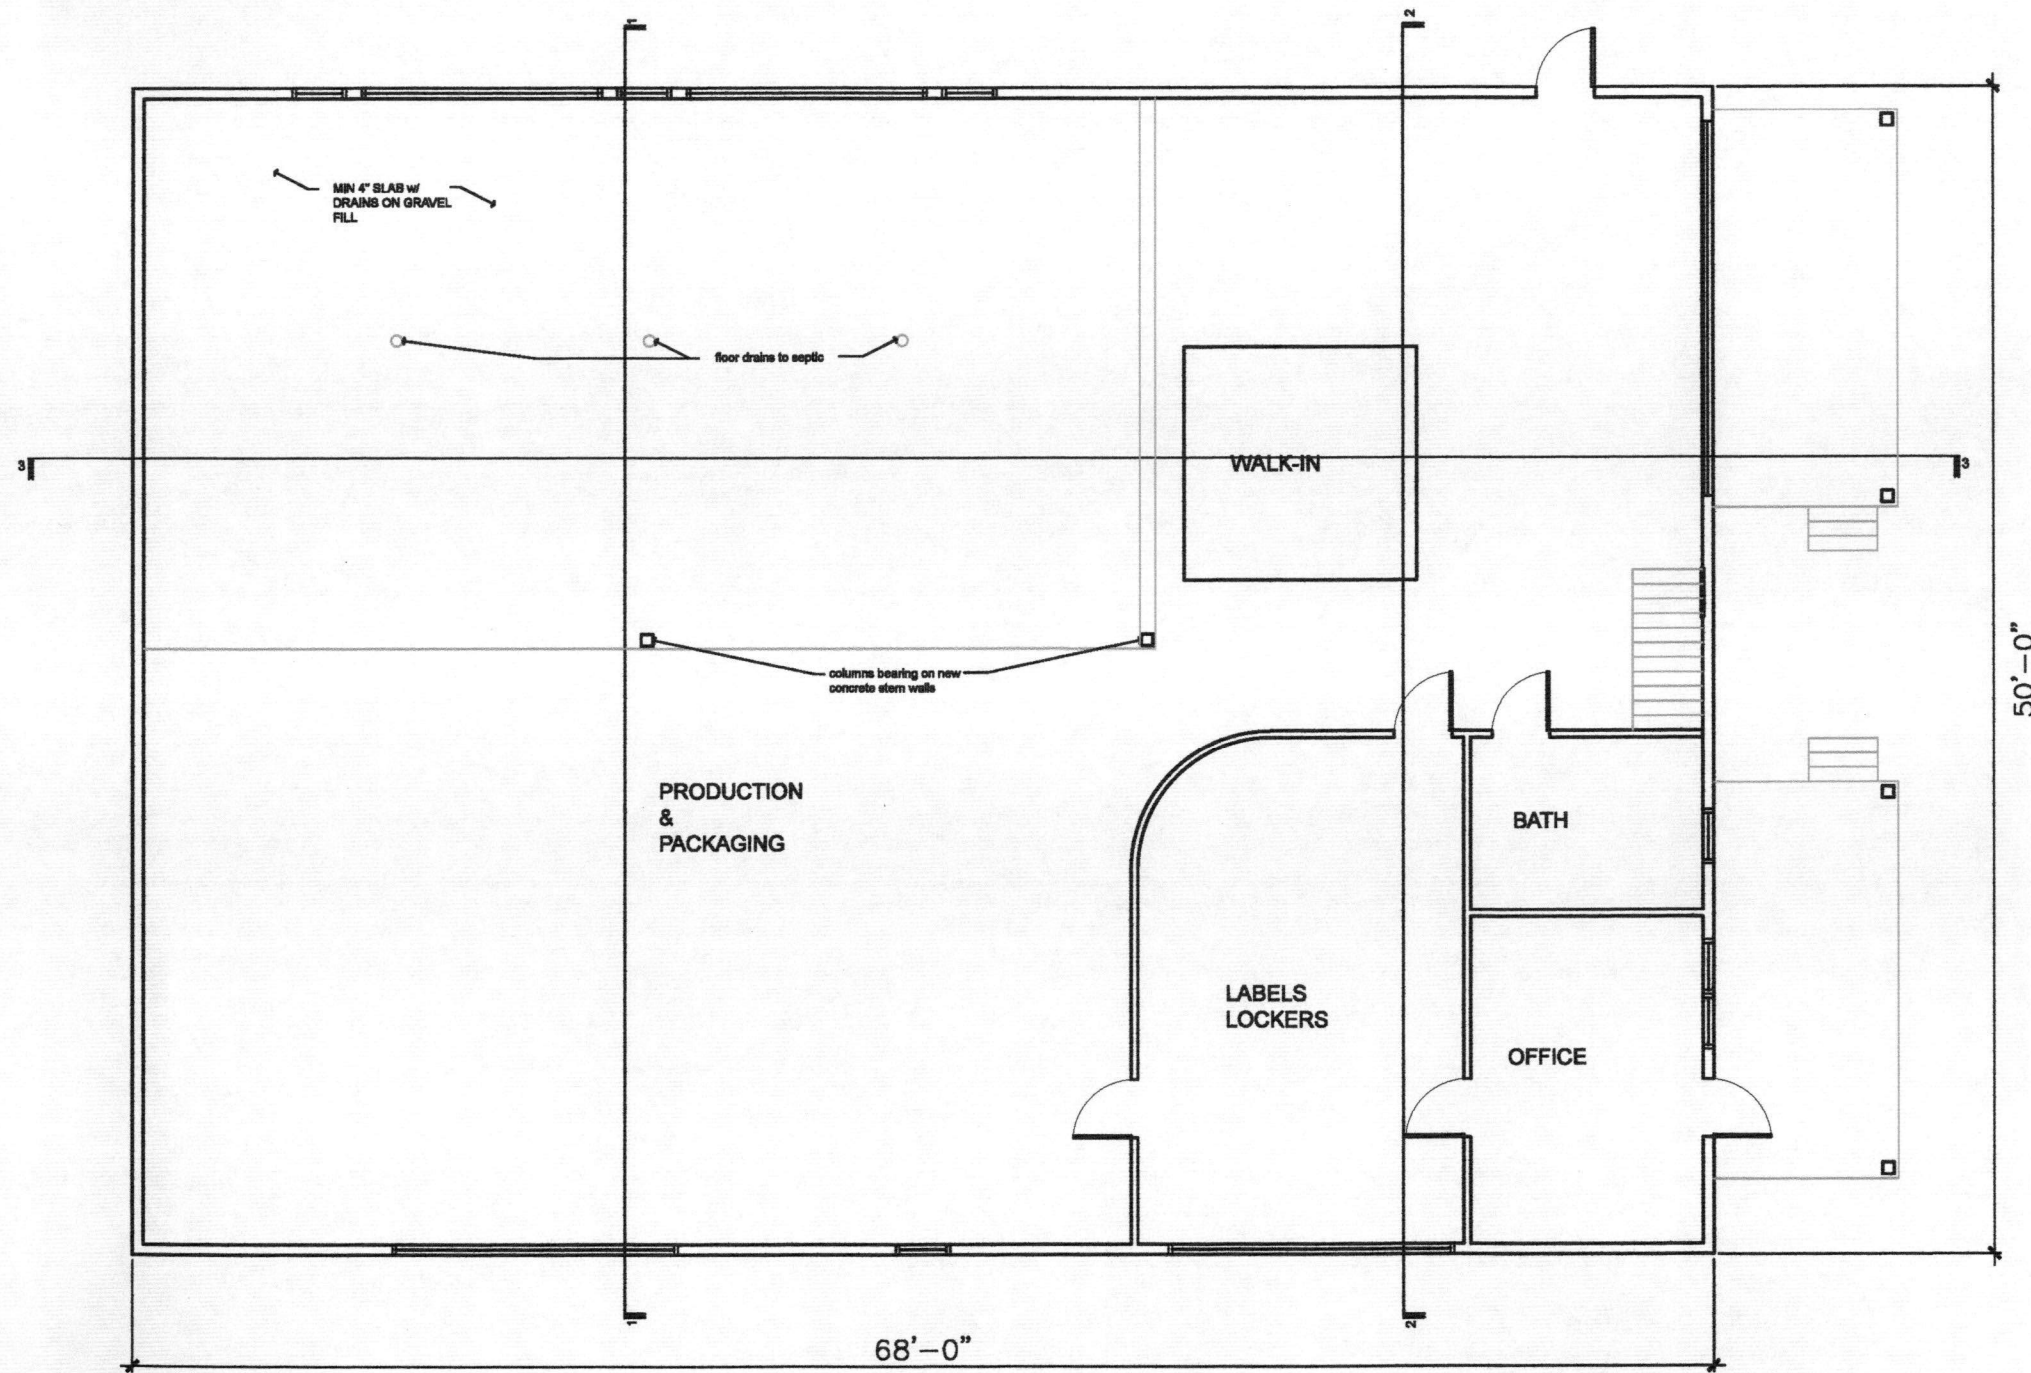 1
2
MIN 4" SLAB w/
DRAINS ON GRAVEL
FILL
floor drains to septic
3
WALK-IN
3
columns bearing on new
concrete stem walls
50'-0"
PRODUCTION
&
PACKAGING
BATH
LABELS
LOCKERS
OFFICE
1
2
68'-0"